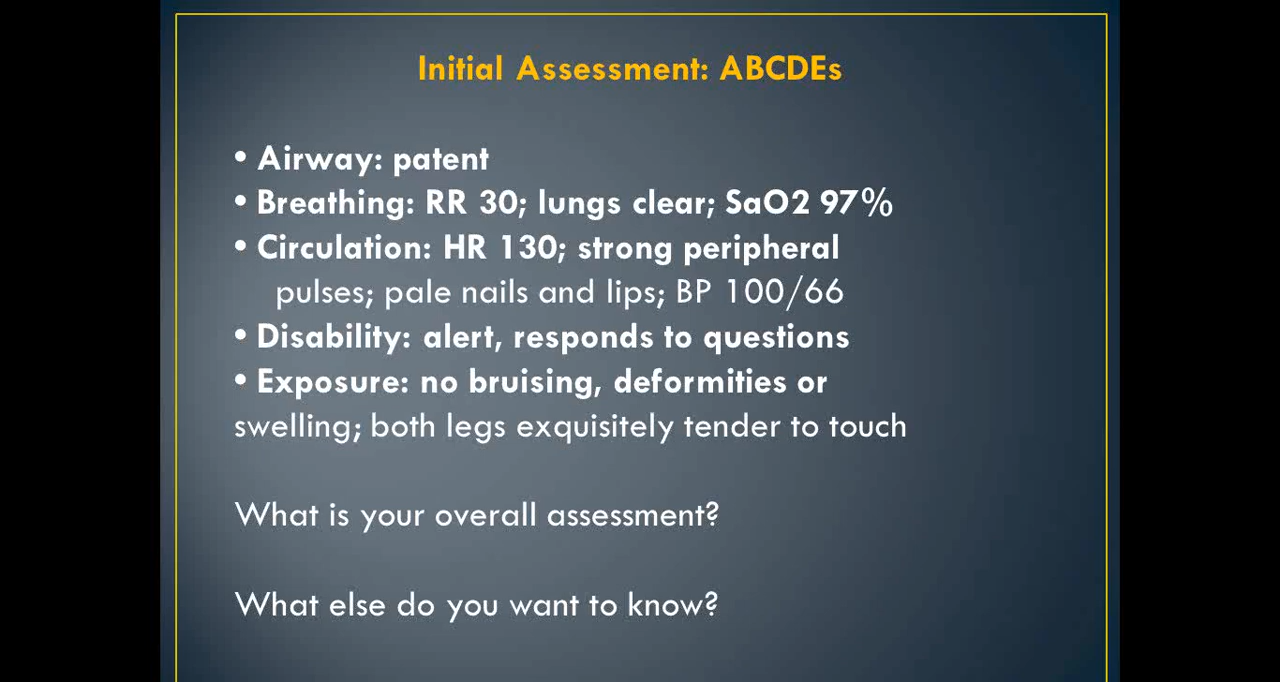 Initial Assessment: ABCDEs
• Airway: patent
• Breathing: RR 30; lungs clear; SaO2 97%
• Circulation: HR 130; strong peripheral
pulses; pale nails and lips; BP 100/66
• Disability: alert, responds to questions
• Exposure: no bruising, deformities or
swelling; both legs exquisitely tender to touch
What is your overall assessment?
What else do you want to know?